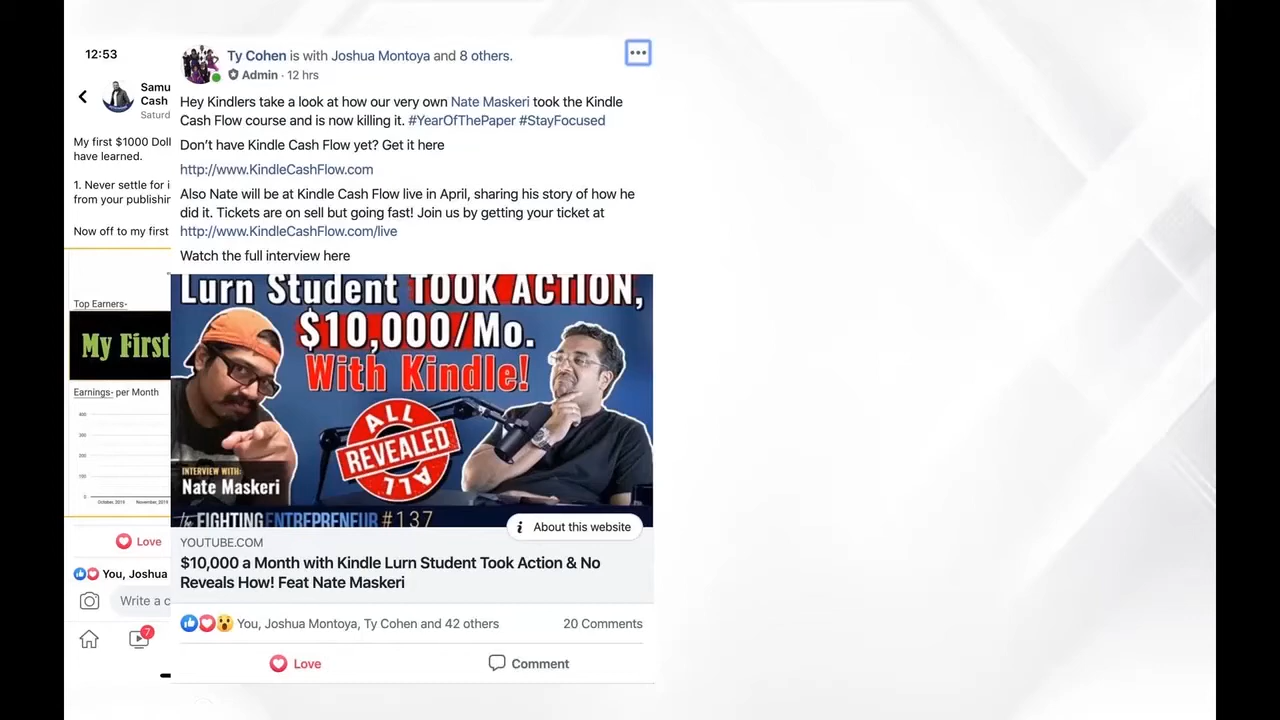 12:53
Samu
Cash
Saturd
My first $1000 Doll
have learned.
1. Never settle for i
from your publishin
Now off to my first
Top Earners-
My First
Earnings- per Month
400
300
200
100
0
October, 2019 November, 2019
Love
You, Joshua
Write a c
7
Ty Cohen is with Joshua Montoya and 8 others.
Admin · 12 hrs
Hey Kindlers take a look at how our very own Nate Maskeri took the Kindle
Cash Flow course and is now killing it. #YearOfThePaper #StayFocused
Don’t have Kindle Cash Flow yet? Get it here
http://www.KindleCashFlow.com
Also Nate will be at Kindle Cash Flow live in April, sharing his story of how he
did it. Tickets are on sell but going fast! Join us by getting your ticket at
http://www.KindleCashFlow.com/live
Watch the full interview here
Lurn Student TOOK ACTION,
$10,000/Mo.
With Kindle!
ALL
REVEALED
ALL
INTERVIEW WITH:
Nate Maskeri
the FIGHTING ENTREPRENEUR #137
i About this website
YOUTUBE.COM
$10,000 a Month with Kindle Lurn Student Took Action & No
Reveals How! Feat Nate Maskeri
You, Joshua Montoya, Ty Cohen and 42 others
20 Comments
Love
Comment